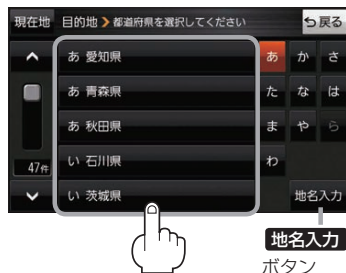 現在地 目的地 > 都道府県を選択してください 戻る
あ 愛知県
あ 青森県
あ 秋田県
い 石川県
い 茨城県
あ か さ
た な は
ま や ら
わ
47件
地名入力
地名入力
ボタン